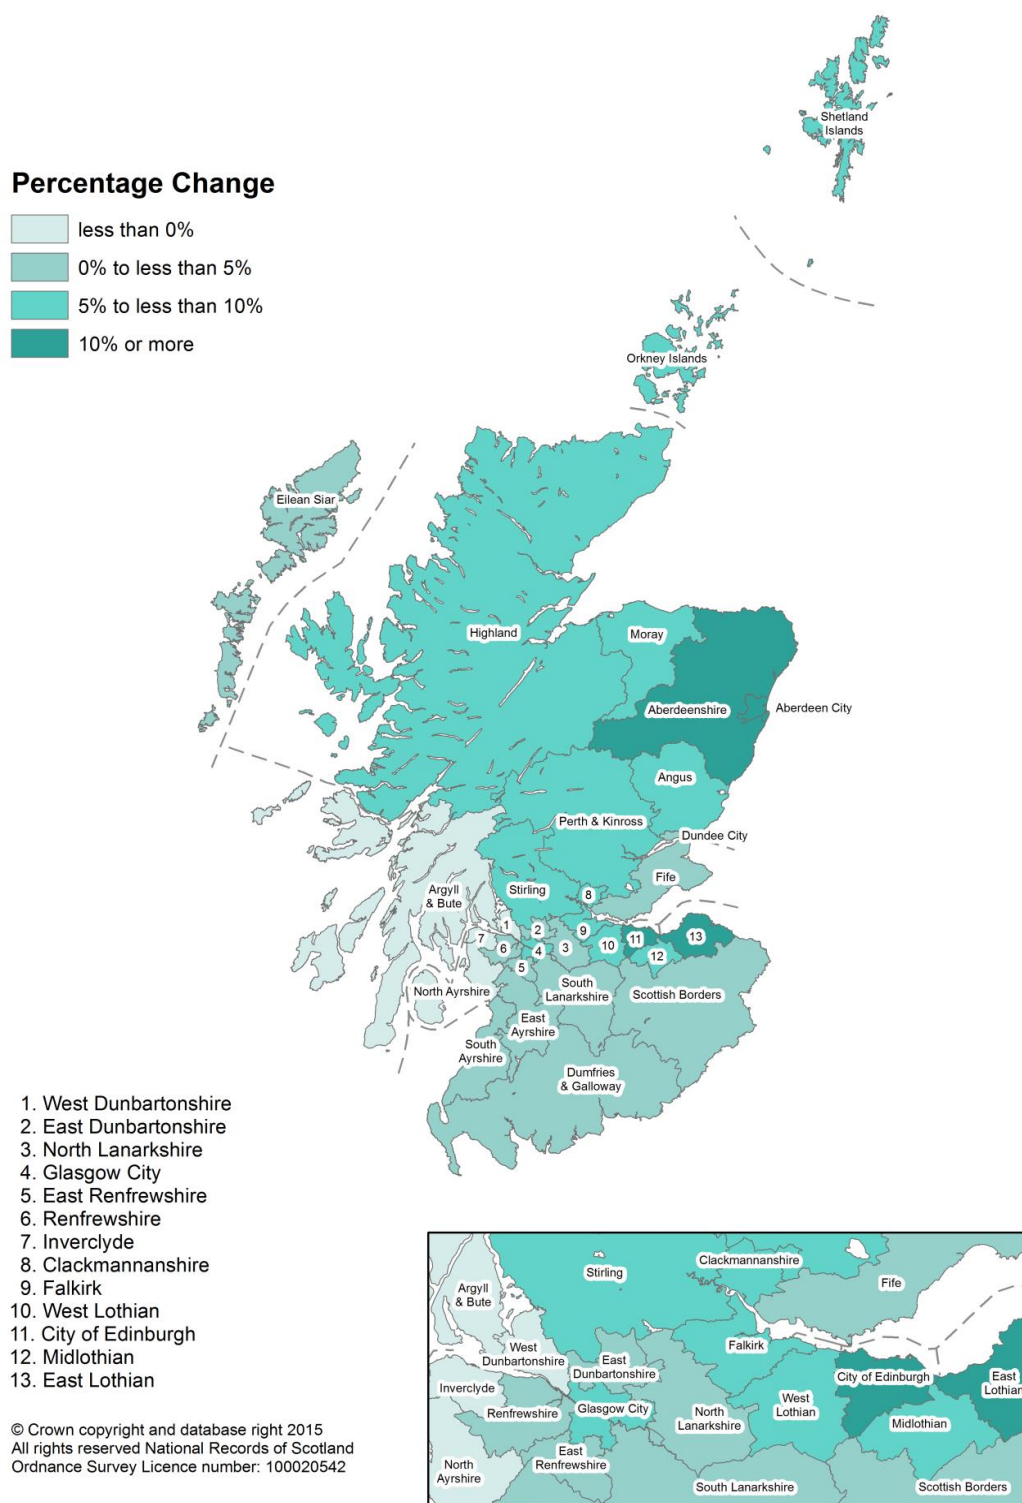 Percentage Change
less than 0%
0% to less than 5%
5% to less than 10%
10% or more
Shetland
Islands
Orkney Islands
Eilean Siar
Highland
Moray
Aberdeenshire
Aberdeen City
Angus
Perth & Kinross
Dundee City
Fife
Argyll
& Bute
Stirling
8
1
2
9
7
6
4
3
10
11
13
12
5
North Ayrshire
South
Lanarkshire
Scottish Borders
East
Ayrshire
South
Ayrshire
Dumfries
& Galloway
1. West Dunbartonshire
2. East Dunbartonshire
3. North Lanarkshire
4. Glasgow City
5. East Renfrewshire
6. Renfrewshire
7. Inverclyde
8. Clackmannanshire
9. Falkirk
10. West Lothian
11. City of Edinburgh
12. Midlothian
13. East Lothian
© Crown copyright and database right 2015
All rights reserved National Records of Scotland
Ordnance Survey Licence number: 100020542
Stirling
Clackmannanshire
Fife
Argyll
& Bute
West
Dunbartonshire
East
Dunbartonshire
Falkirk
City of Edinburgh
East
Lothian
Inverclyde
Renfrewshire
Glasgow City
North
Lanarkshire
West
Lothian
Midlothian
East
Renfrewshire
North
Ayrshire
South Lanarkshire
Scottish Borders